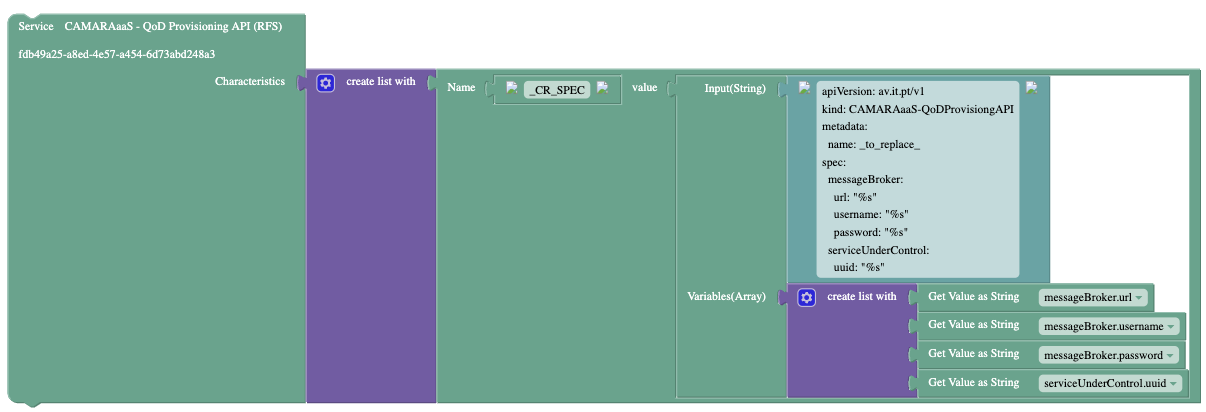 Service CAMARAaaS - QoD Provisioning API (RFS)
fdb49a25-a8ed-4e57-a454-6d73abd248a3
Characteristics
create list with
Name
_CR_SPEC
value
Input(String)
apiVersion: av.it.pt/v1
kind: CAMARAaaS-QoDProvisiongAPI
metadata:
name: _to_replace_
spec:
messageBroker:
url: "%s"
username: "%s"
password: "%s"
serviceUnderControl:
uuid: "%s"
Variables(Array)
create list with
Get Value as String messageBroker.url
Get Value as String messageBroker.username
Get Value as String messageBroker.password
Get Value as String serviceUnderControl.uuid